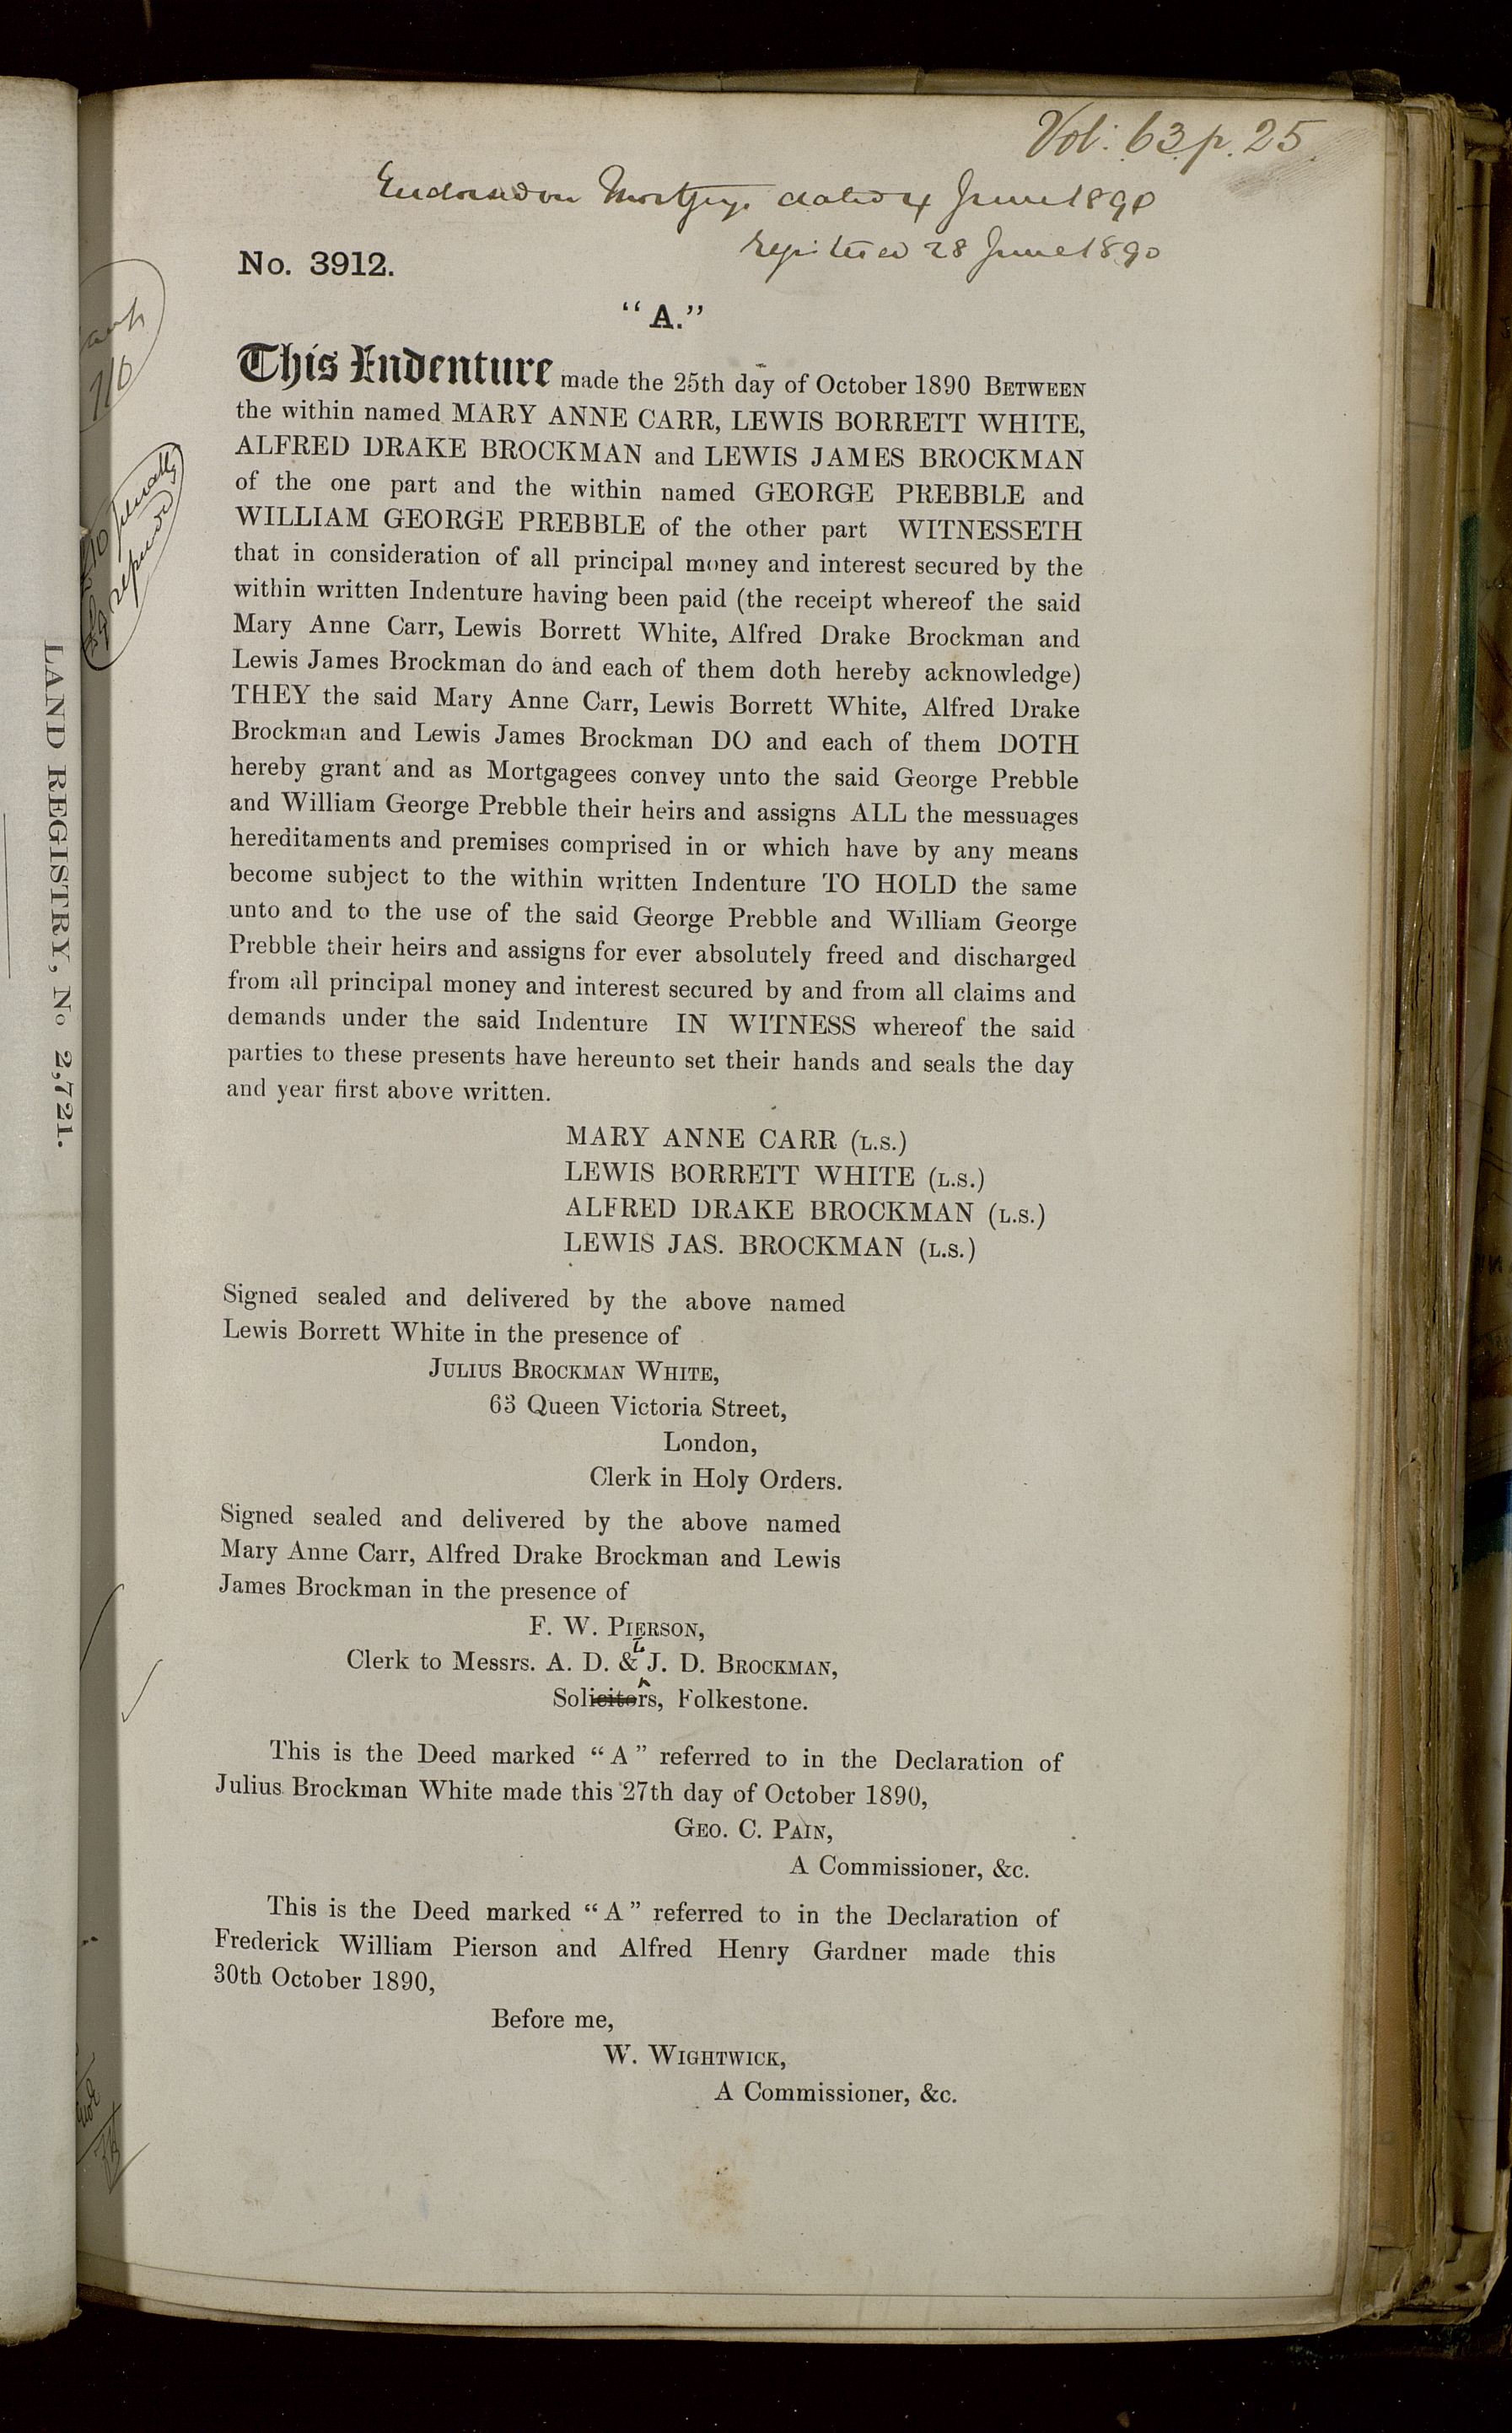 Vol: 63 p. 25
Endorsed on Mortgage dated 4 June 1890
registered 28 June 1890
No. 3912.
“A.”
This Indenture made the 25th day of October 1890 BETWEEN
the within named MARY ANNE CARR, LEWIS BORRETT WHITE,
ALFRED DRAKE BROCKMAN and LEWIS JAMES BROCKMAN
of the one part and the within named GEORGE PREBBLE and
WILLIAM GEORGE PREBBLE of the other part WITNESSETH
that in consideration of all principal money and interest secured by the
within written Indenture having been paid (the receipt whereof the said
Mary Anne Carr, Lewis Borrett White, Alfred Drake Brockman and
Lewis James Brockman do and each of them doth hereby acknowledge)
THEY the said Mary Anne Carr, Lewis Borrett White, Alfred Drake
Brockman and Lewis James Brockman DO and each of them DOTH
hereby grant and as Mortgagees convey unto the said George Prebble
and William George Prebble their heirs and assigns ALL the messuages
hereditaments and premises comprised in or which have by any means
become subject to the within written Indenture TO HOLD the same
unto and to the use of the said George Prebble and William George
Prebble their heirs and assigns for ever absolutely freed and discharged
from all principal money and interest secured by and from all claims and
demands under the said Indenture IN WITNESS whereof the said
parties to these presents have hereunto set their hands and seals the day
and year first above written.
MARY ANNE CARR (L.S.)
LEWIS BORRETT WHITE (L.S.)
ALFRED DRAKE BROCKMAN (L.S.)
LEWIS JAS. BROCKMAN (L.S.)
Signed sealed and delivered by the above named
Lewis Borrett White in the presence of
JULIUS BROCKMAN WHITE,
63 Queen Victoria Street,
London,
Clerk in Holy Orders.
Signed sealed and delivered by the above named
Mary Anne Carr, Alfred Drake Brockman and Lewis
James Brockman in the presence of
F. W. PIERSON,
Clerk to Messrs. A. D. & L J. D. BROCKMAN,
Solicitors, Folkestone.
This is the Deed marked “A” referred to in the Declaration of
Julius Brockman White made this 27th day of October 1890,
GEO. C. PAIN,
A Commissioner, &c.
This is the Deed marked “A” referred to in the Declaration of
Frederick William Pierson and Alfred Henry Gardner made this
30th October 1890,
Before me,
W. WIGHTWICK,
A Commissioner, &c.
LAND REGISTRY, No 2,721.